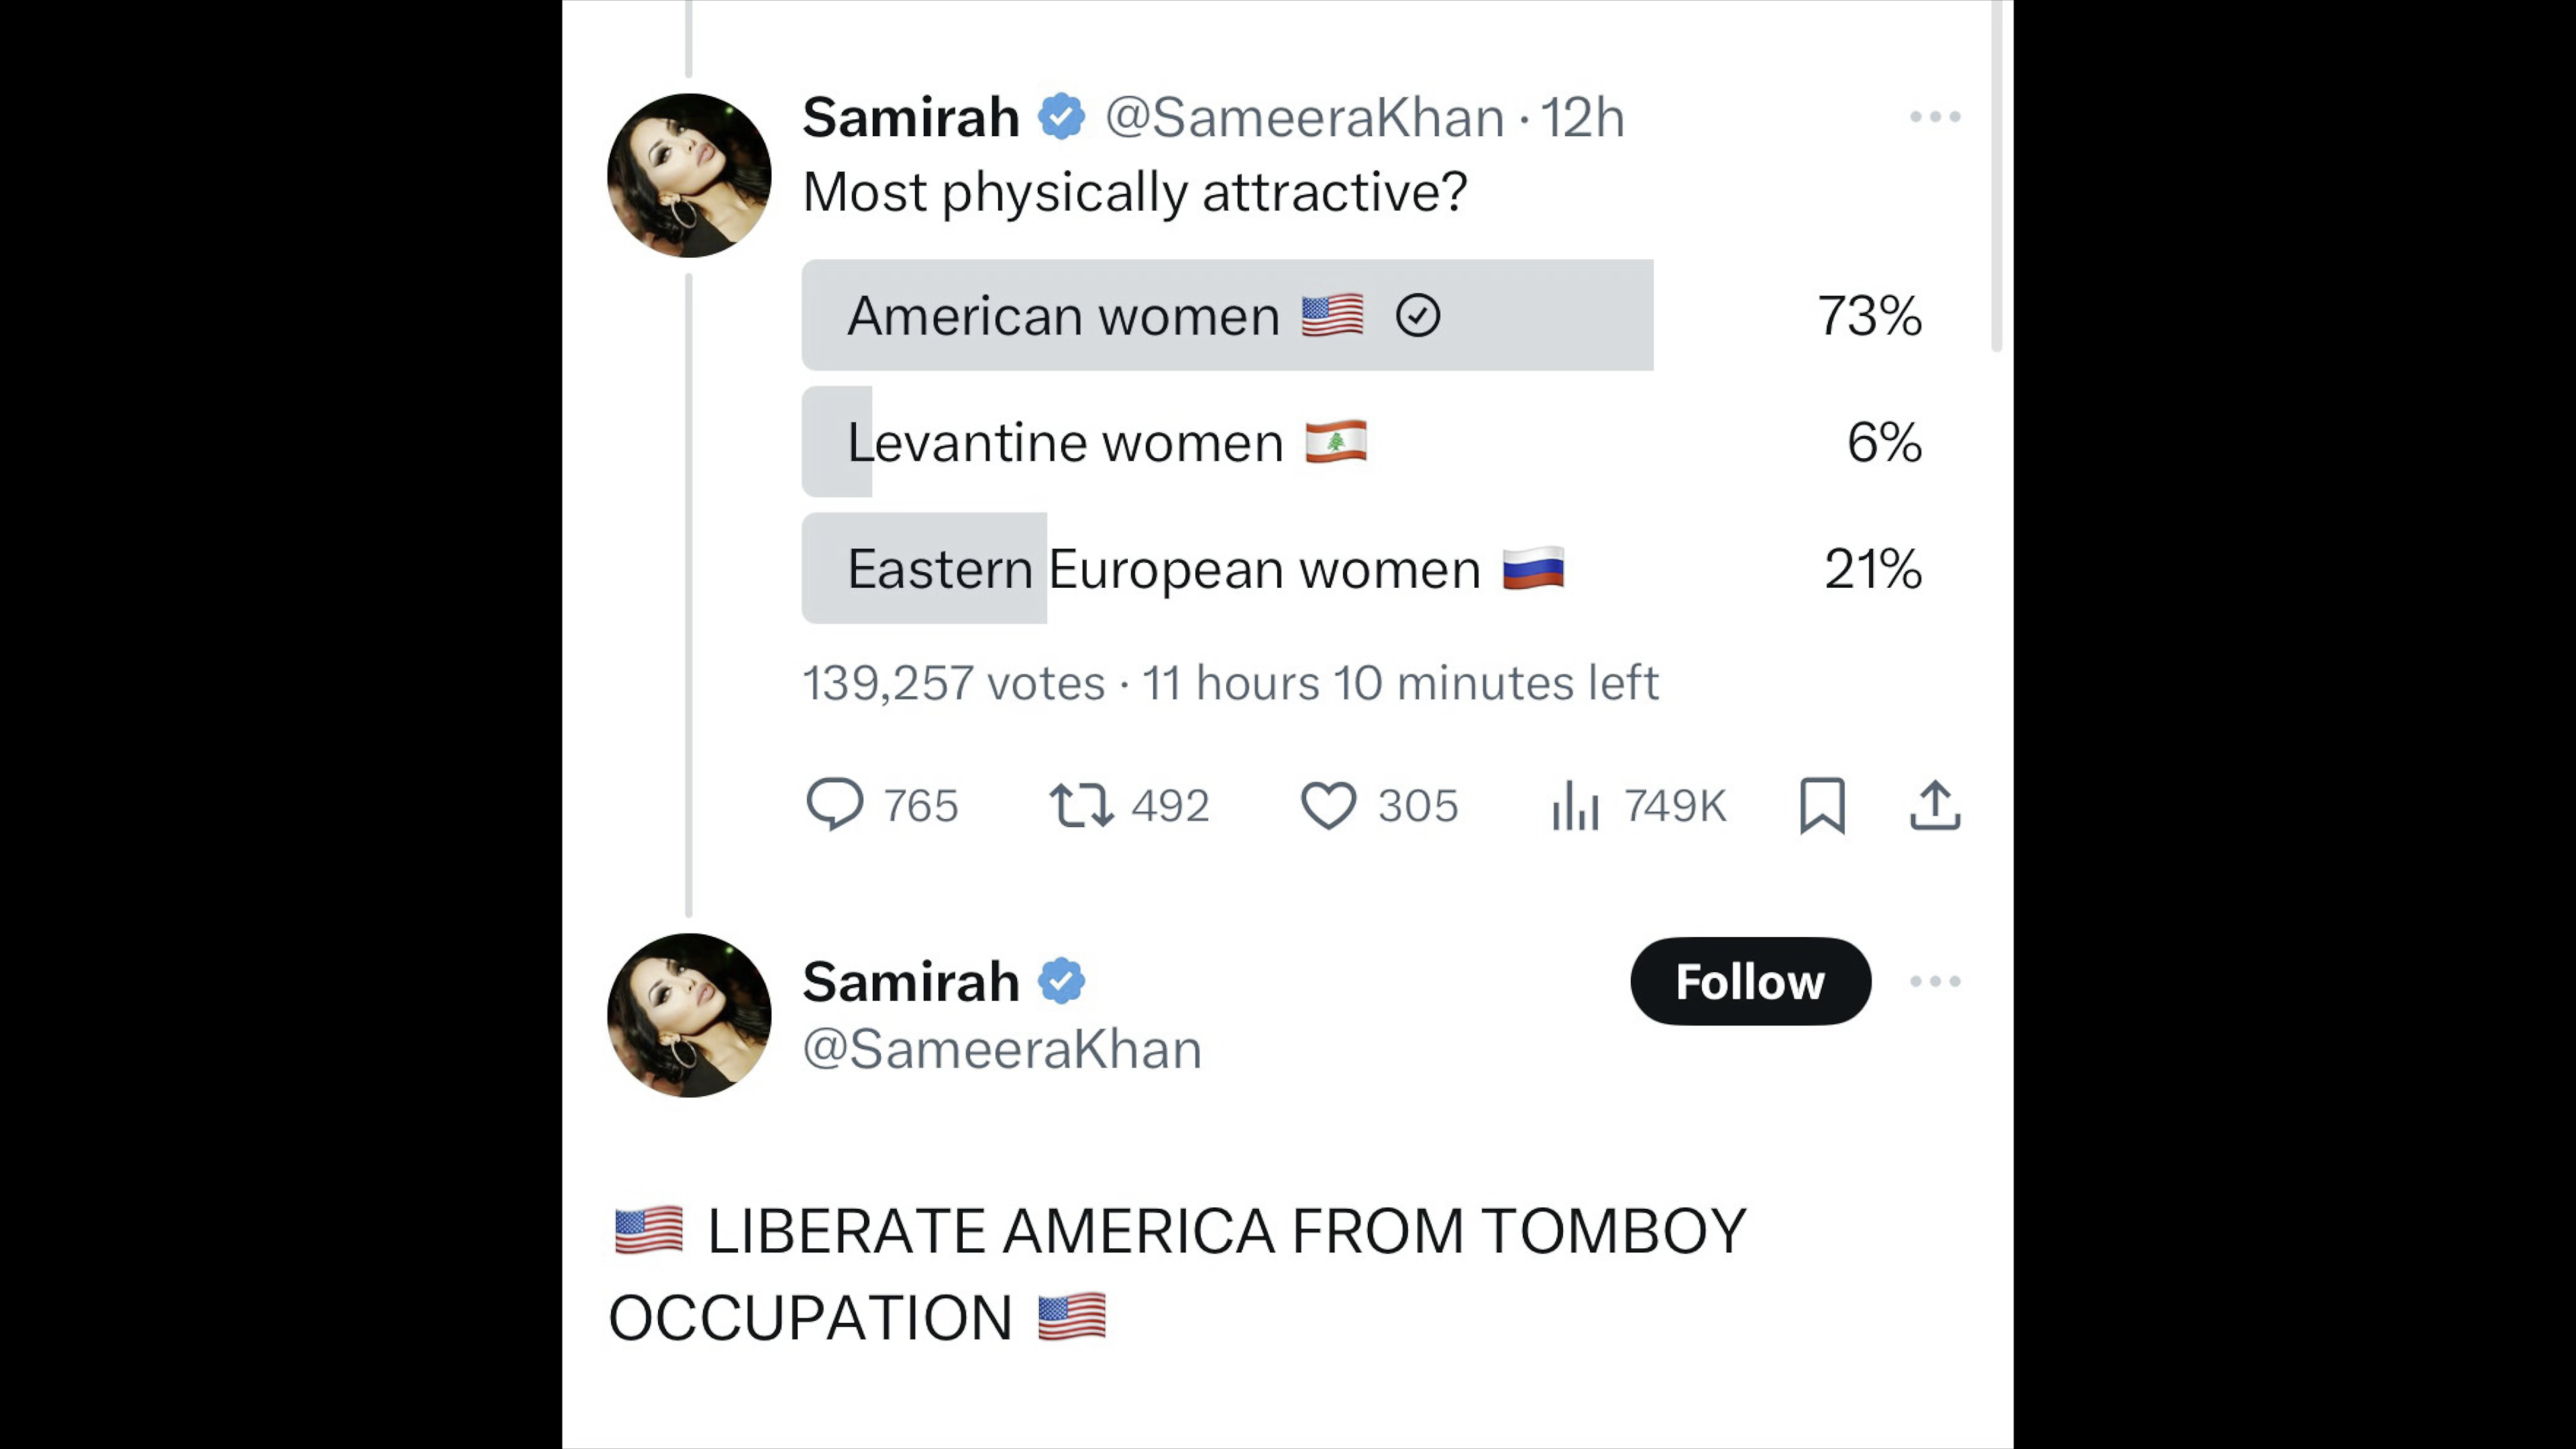 Samirah @SameeraKhan · 12h
Most physically attractive?
American women 🇺🇸 73%
Levantine women 🇱🇧 6%
Eastern European women 🇷🇺 21%
139,257 votes · 11 hours 10 minutes left
765 492 305 749K
Samirah Follow
@SameeraKhan
🇺🇸 LIBERATE AMERICA FROM TOMBOY
OCCUPATION 🇺🇸